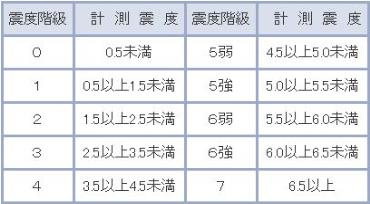 震度階級 計測震度 震度階級 計測震度
0 0.5未満 5弱 4.5以上5.0未満
1 0.5以上1.5未満 5強 5.0以上5.5未満
2 1.5以上2.5未満 6弱 5.5以上6.0未満
3 2.5以上3.5未満 6強 6.0以上6.5未満
4 3.5以上4.5未満 7 6.5以上